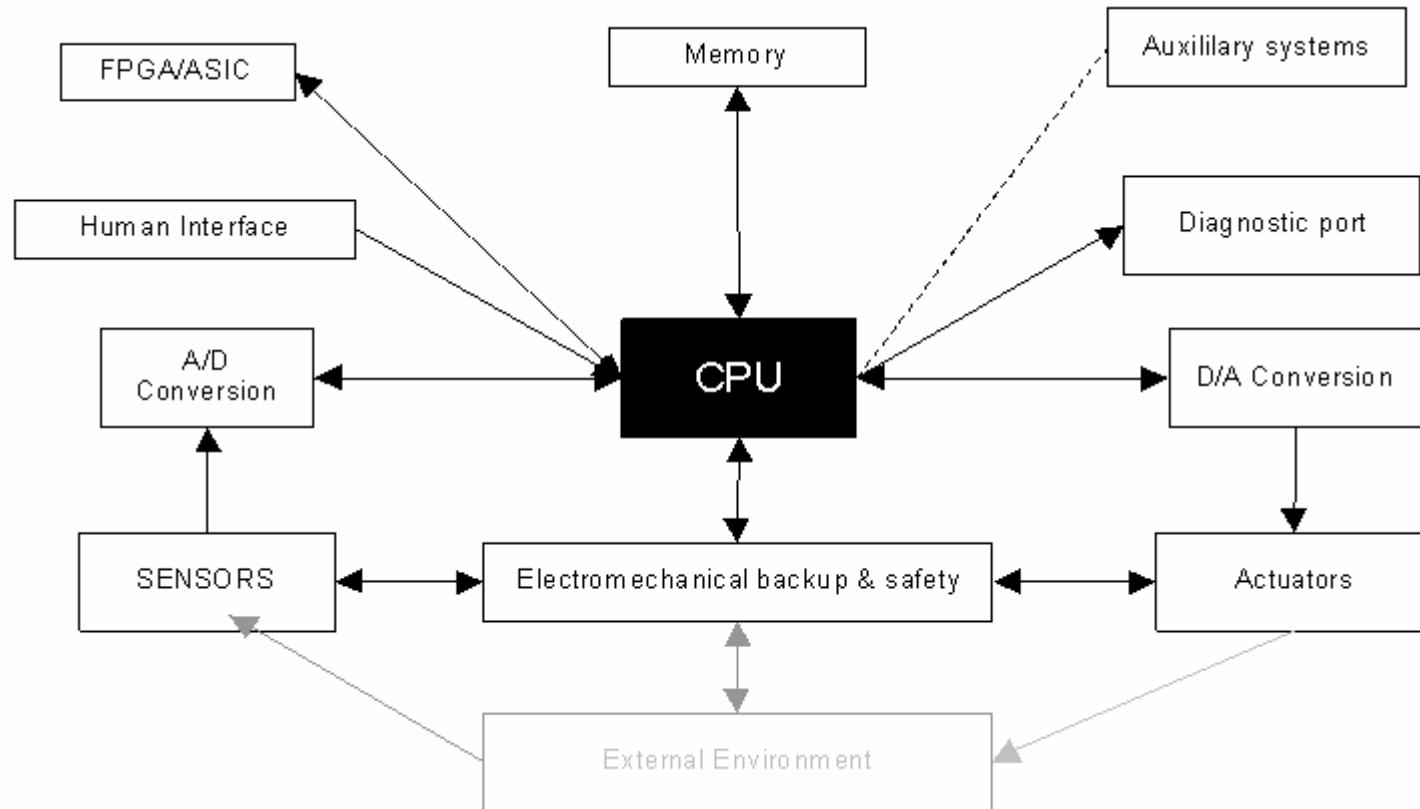 FPGA/ASIC
Memory
Auxililary systems
Human Interface
Diagnostic port
A/D
Conversion
CPU
D/A Conversion
SENSORS
Electromechanical backup & safety
Actuators
External Environment